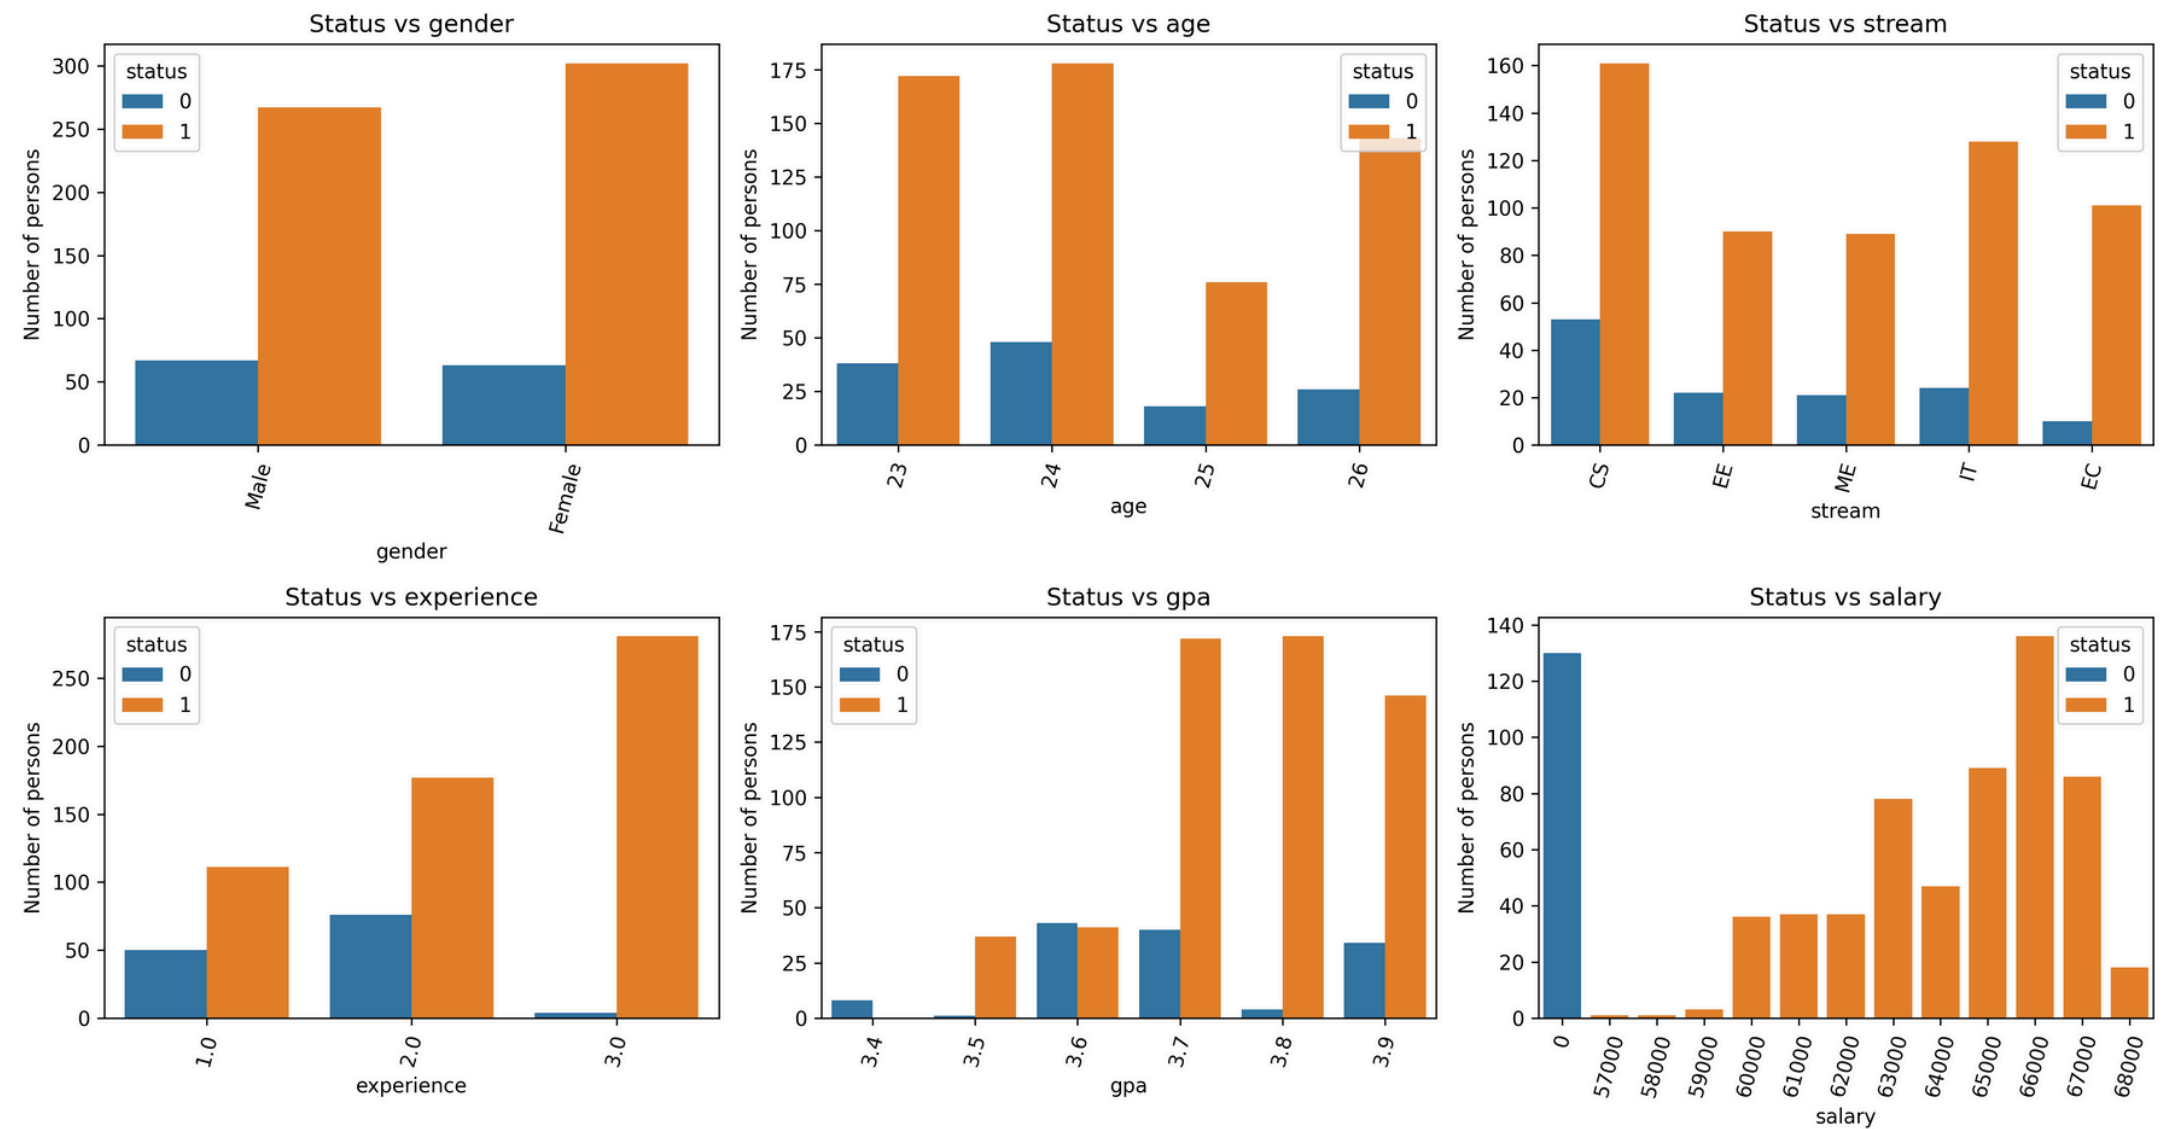 Status vs gender
300
250
200
150
100
50
0
Number of persons
status
0
1
Male
Female
gender
Status vs age
175
150
125
100
75
50
25
0
Number of persons
status
0
1
23
24
25
26
age
Status vs stream
160
140
120
100
80
60
40
20
0
Number of persons
status
0
1
CS
EE
ME
IT
EC
stream
Status vs experience
250
200
150
100
50
0
Number of persons
status
0
1
1.0
2.0
3.0
experience
Status vs gpa
175
150
125
100
75
50
25
0
Number of persons
status
0
1
3.4
3.5
3.6
3.7
3.8
3.9
gpa
Status vs salary
140
120
100
80
60
40
20
0
Number of persons
status
0
1
0
57000
58000
59000
60000
61000
62000
63000
64000
65000
66000
67000
68000
salary